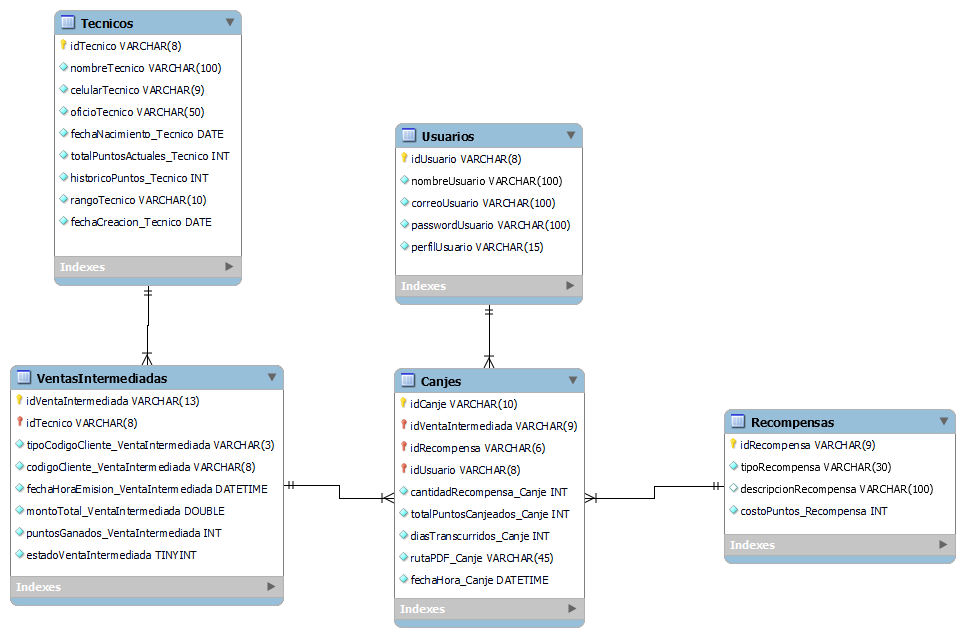 Tecnicos
idTecnico VARCHAR(8)
nombreTecnico VARCHAR(100)
celularTecnico VARCHAR(9)
oficioTecnico VARCHAR(50)
fechaNacimiento_Tecnico DATE
totalPuntosActuales_Tecnico INT
historicoPuntos_Tecnico INT
rangoTecnico VARCHAR(10)
fechaCreacion_Tecnico DATE
Indexes
Usuarios
idUsuario VARCHAR(8)
nombreUsuario VARCHAR(100)
correoUsuario VARCHAR(100)
passwordUsuario VARCHAR(100)
perfilUsuario VARCHAR(15)
Indexes
VentasIntermediadas
idVentaIntermediada VARCHAR(13)
idTecnico VARCHAR(8)
tipoCodigoCliente_VentaIntermediada VARCHAR(3)
codigoCliente_VentaIntermediada VARCHAR(8)
fechaHoraEmision_VentaIntermediada DATETIME
montoTotal_VentaIntermediada DOUBLE
puntosGanados_VentaIntermediada INT
estadoVentaIntermediada TINYINT
Indexes
Canjes
idCanje VARCHAR(10)
idVentaIntermediada VARCHAR(9)
idRecompensa VARCHAR(6)
idUsuario VARCHAR(8)
cantidadRecompensa_Canje INT
totalPuntosCanjeados_Canje INT
diasTranscurridos_Canje INT
rutaPDF_Canje VARCHAR(45)
fechaHora_Canje DATETIME
Indexes
Recompensas
idRecompensa VARCHAR(9)
tipoRecompensa VARCHAR(30)
descripcionRecompensa VARCHAR(100)
costoPuntos_Recompensa INT
Indexes